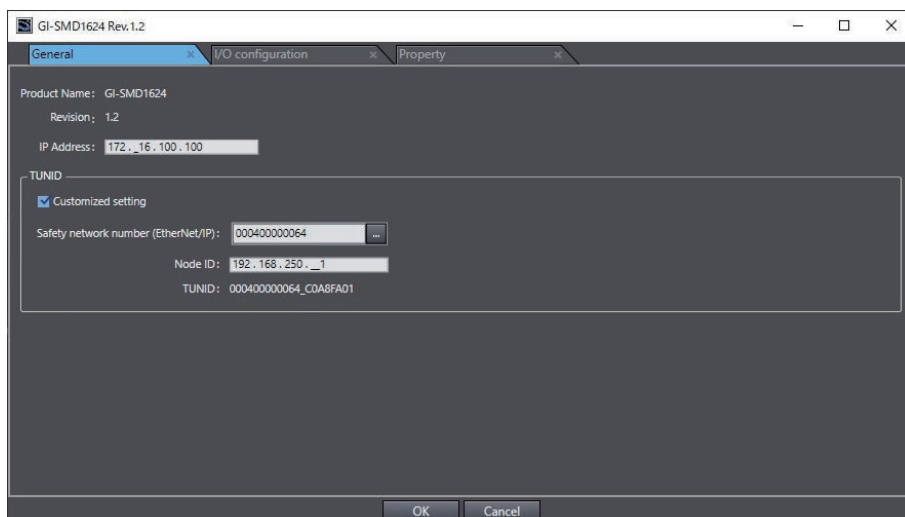 GI-SMD1624 Rev.1.2
General I/O configuration Property
Product Name: GI-SMD1624
Revision: 1.2
IP Address: 172._16.100.100
TUNID
Customized setting
Safety network number (EtherNet/IP): 000400000064 ...
Node ID: 192.168.250.__1
TUNID: 000400000064_C0A8FA01
OK Cancel